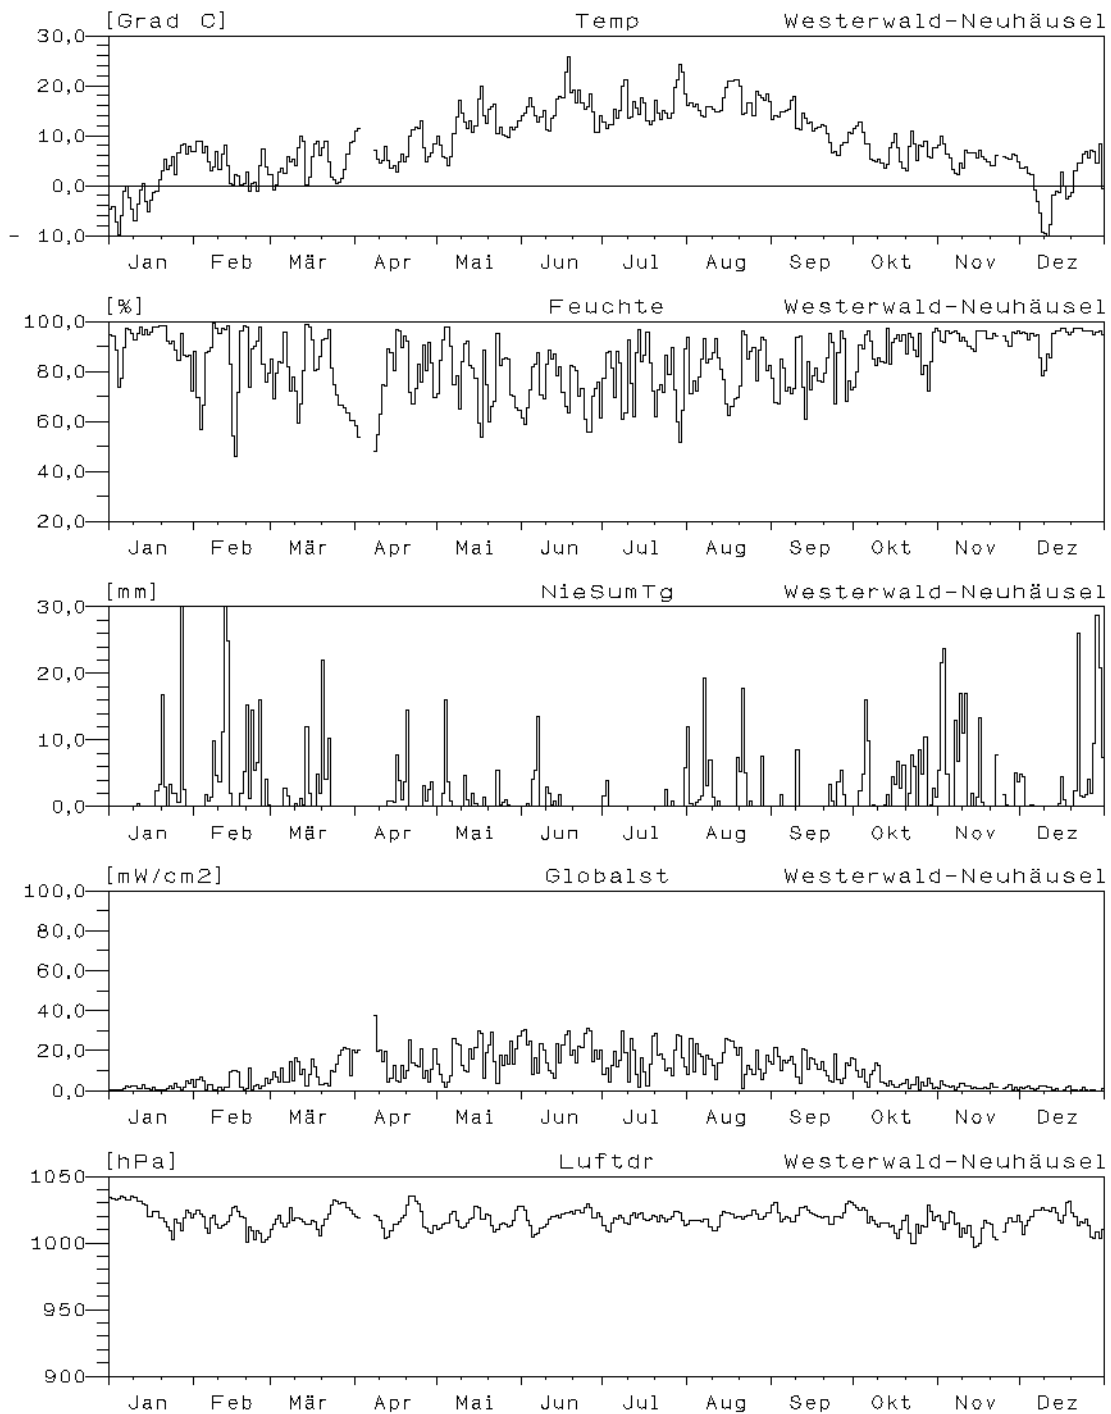 [Grad C] Temp Westerwald-Neuhäusel
30,0
20,0
10,0
0,0
- 10,0
Jan Feb Mär Apr Mai Jun Jul Aug Sep Okt Nov Dez
[%] Feuchte Westerwald-Neuhäusel
100,0
80,0
60,0
40,0
20,0
Jan Feb Mär Apr Mai Jun Jul Aug Sep Okt Nov Dez
[mm] NieSumTg Westerwald-Neuhäusel
30,0
20,0
10,0
0,0
Jan Feb Mär Apr Mai Jun Jul Aug Sep Okt Nov Dez
[mW/cm2] Globalst Westerwald-Neuhäusel
100,0
80,0
60,0
40,0
20,0
0,0
Jan Feb Mär Apr Mai Jun Jul Aug Sep Okt Nov Dez
[hPa] Luftdr Westerwald-Neuhäusel
1050
1000
950
900
Jan Feb Mär Apr Mai Jun Jul Aug Sep Okt Nov Dez